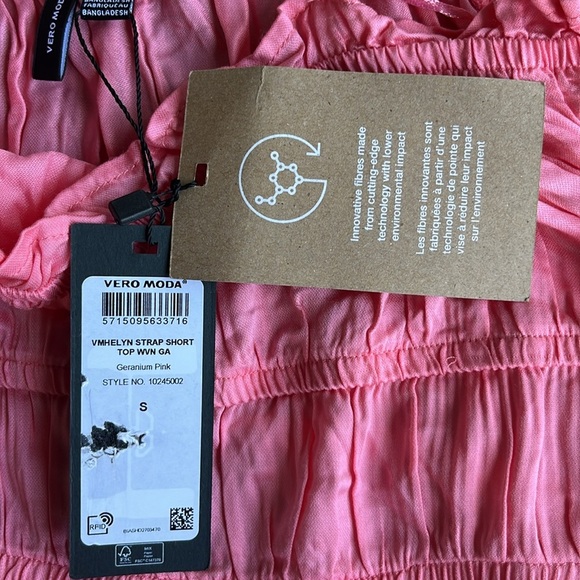 VERO MODA
FABRIQUÉ AU
BANGLADESH
Innovative fibres made
from cutting-edge
technology with lower
environmental impact
Les fibres innovantes sont
fabriquées à partir d'une
technologie de pointe qui
vise à réduire leur impact
sur l'environnement
VERO MODA®
5715095633716
VMHELYN STRAP SHORT
TOP WVN GA
Geranium Pink
STYLE NO. 10245002
S
RFID
FSC
MIX